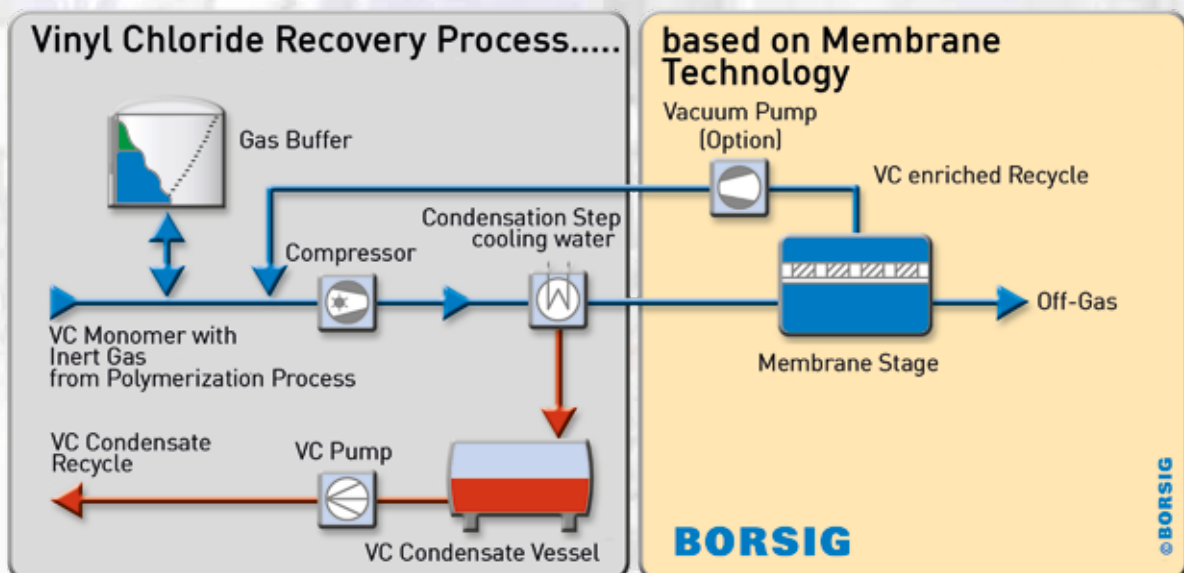 Vinyl Chloride Recovery Process.....
based on Membrane
Technology
Gas Buffer
Vacuum Pump
(Option)
VC enriched Recycle
Condensation Step
cooling water
Compressor
Off-Gas
VC Monomer with
Inert Gas
from Polymerization Process
Membrane Stage
VC Condensate
Recycle
VC Pump
VC Condensate Vessel
BORSIG
©BORSIG